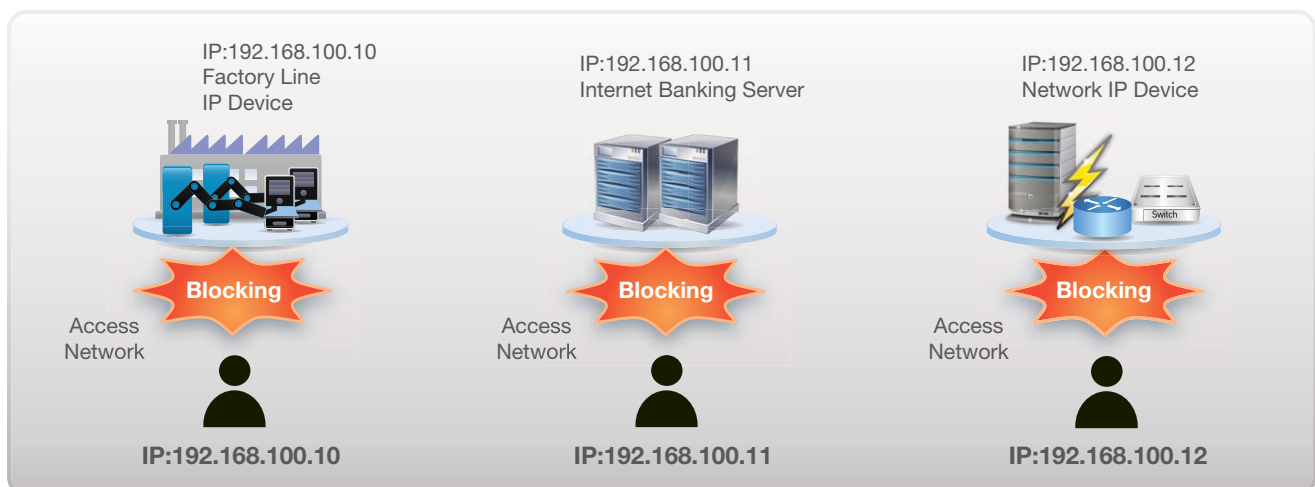 IP:192.168.100.10
Factory Line
IP Device
Blocking
Access
Network
IP:192.168.100.10
IP:192.168.100.11
Internet Banking Server
Blocking
Access
Network
IP:192.168.100.11
IP:192.168.100.12
Network IP Device
Switch
Blocking
Access
Network
IP:192.168.100.12